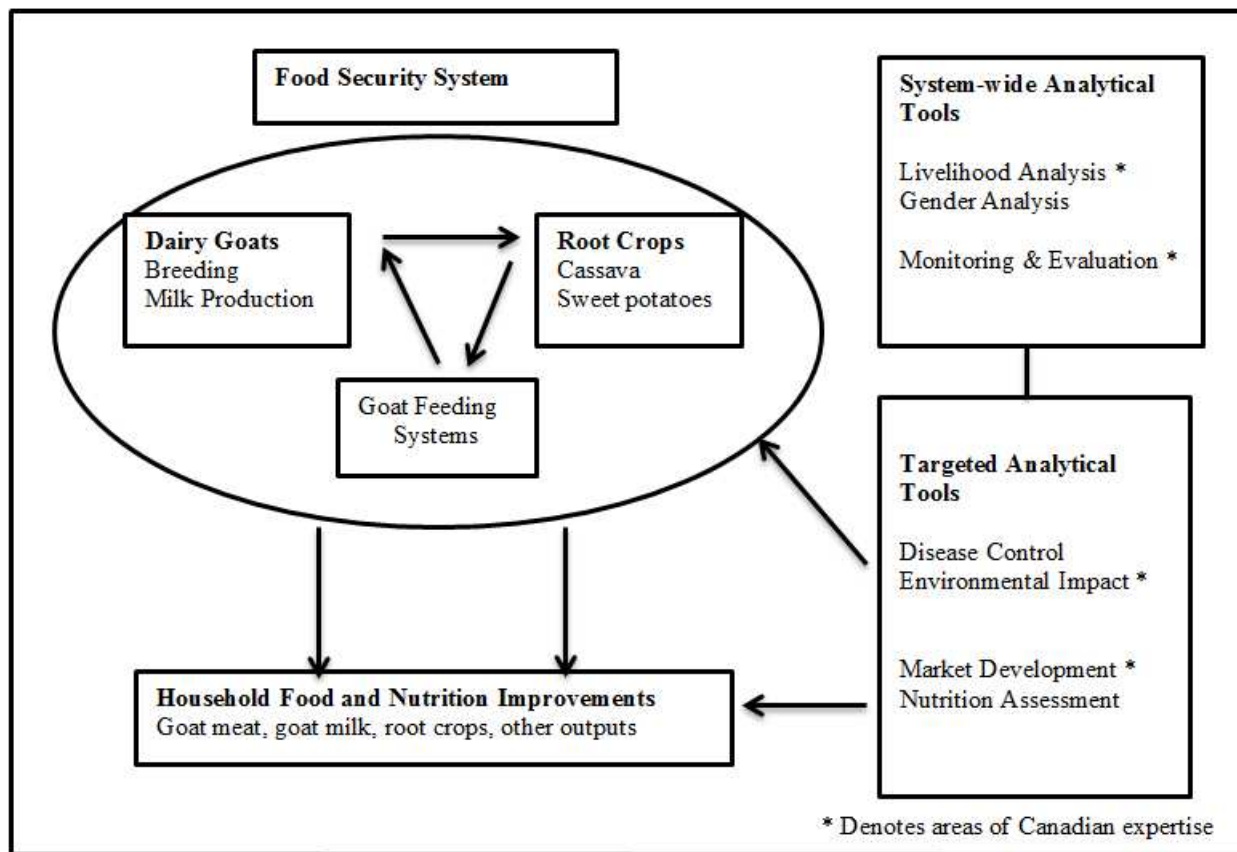 Food Security System
Dairy Goats
Breeding
Milk Production
Root Crops
Cassava
Sweet potatoes
Goat Feeding
Systems
Household Food and Nutrition Improvements
Goat meat, goat milk, root crops, other outputs
System-wide Analytical
Tools
Livelihood Analysis *
Gender Analysis
Monitoring & Evaluation *
Targeted Analytical
Tools
Disease Control
Environmental Impact *
Market Development *
Nutrition Assessment
* Denotes areas of Canadian expertise